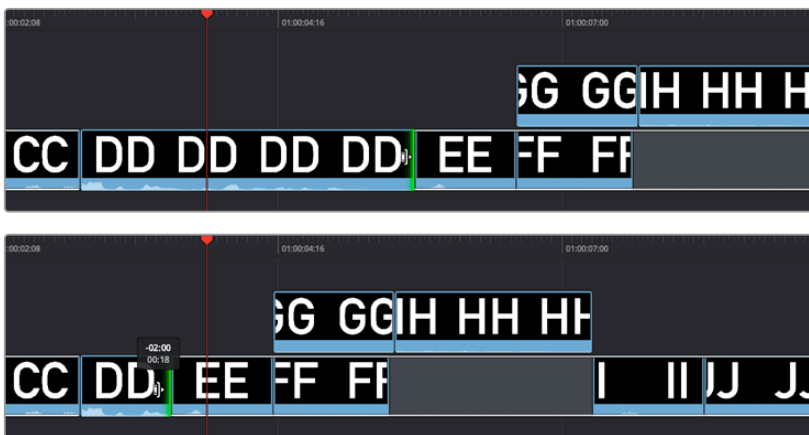 :00:02:08 01:00:04:16 01:00:07:00
GG GG HH HH H
CC DD DD DD DD EE FF FF
:00:02:08 01:00:04:16 01:00:07:00
GG GG HH HH HH
-02:00
00:18
CC DD EE FF FF I II JJ JJ